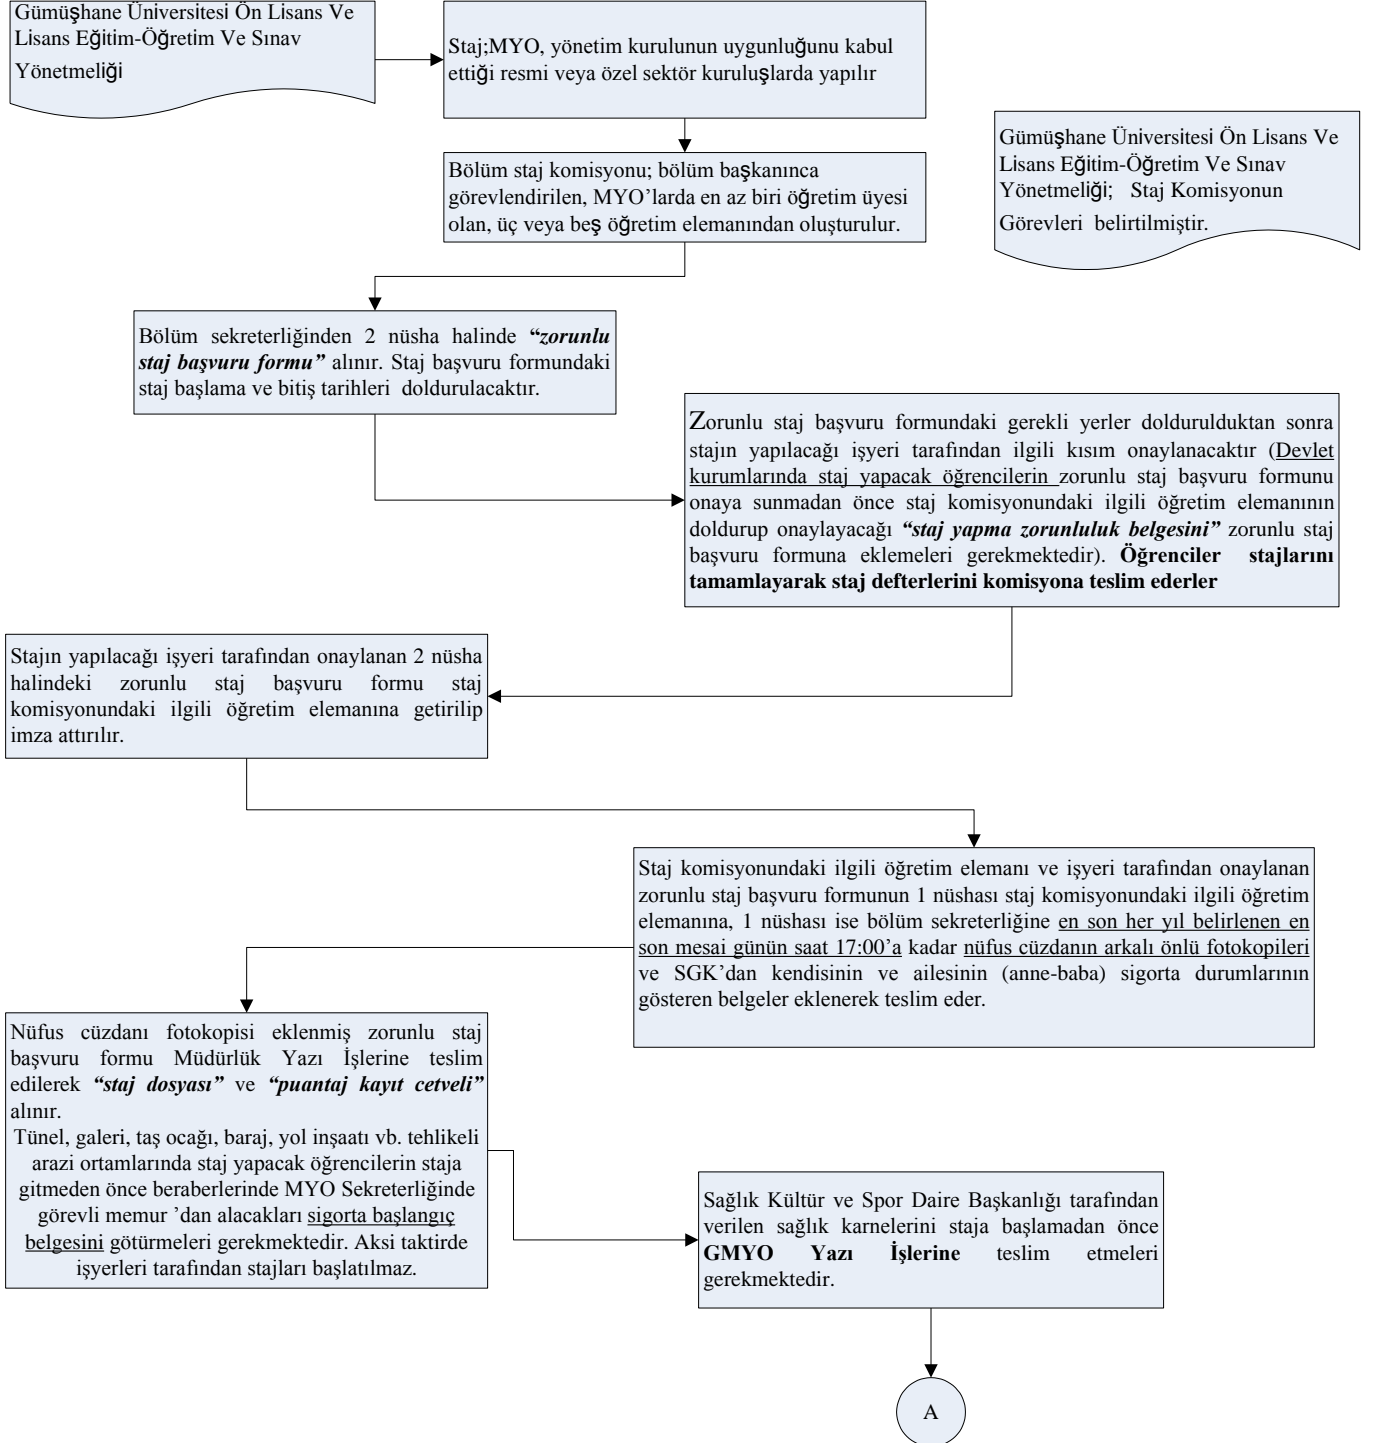 Gümüşhane Üniversitesi Ön Lisans Ve
Lisans Eğitim-Öğretim Ve Sınav
Yönetmeliği
Staj;MYO, yönetim kurulunun uygunluğunu kabul
ettiği resmi veya özel sektör kuruluşlarda yapılır
Gümüşhane Üniversitesi Ön Lisans Ve
Lisans Eğitim-Öğretim Ve Sınav
Yönetmeliği; Staj Komisyonun
Görevleri belirtilmiştir.
Bölüm staj komisyonu; bölüm başkanınca
görevlendirilen, MYO’larda en az biri öğretim üyesi
olan, üç veya beş öğretim elemanından oluşturulur.
Bölüm sekreterliğinden 2 nüsha halinde “zorunlu
staj başvuru formu” alınır. Staj başvuru formundaki
staj başlama ve bitiş tarihleri doldurulacaktır.
Zorunlu staj başvuru formundaki gerekli yerler doldurulduktan sonra
stajın yapılacağı işyeri tarafından ilgili kısım onaylanacaktır (Devlet
kurumlarında staj yapacak öğrencilerin zorunlu staj başvuru formunu
onaya sunmadan önce staj komisyonundaki ilgili öğretim elemanının
doldurup onaylayacağı “staj yapma zorunluluk belgesini” zorunlu staj
başvuru formuna eklemeleri gerekmektedir). Öğrenciler stajlarını
tamamlayarak staj defterlerini komisyona teslim ederler
Stajın yapılacağı işyeri tarafından onaylanan 2 nüsha
halindeki zorunlu staj başvuru formu staj
komisyonundaki ilgili öğretim elemanına getirilip
imza attırılır.
Staj komisyonundaki ilgili öğretim elemanı ve işyeri tarafından onaylanan
zorunlu staj başvuru formunun 1 nüshası staj komisyonundaki ilgili öğretim
elemanına, 1 nüshası ise bölüm sekreterliğine en son her yıl belirlenen en
son mesai günün saat 17:00’a kadar nüfus cüzdanın arkalı önlü fotokopileri
ve SGK’dan kendisinin ve ailesinin (anne-baba) sigorta durumlarının
gösteren belgeler eklenerek teslim eder.
Nüfus cüzdanı fotokopisi eklenmiş zorunlu staj
başvuru formu Müdürlük Yazı İşlerine teslim
edilerek “staj dosyası” ve “puantaj kayıt cetveli”
alınır.
Tünel, galeri, taş ocağı, baraj, yol inşaatı vb. tehlikeli
arazi ortamlarında staj yapacak öğrencilerin staja
gitmeden önce beraberlerinde MYO Sekreterliğinde
görevli memur ’dan alacakları sigorta başlangıç
belgesini götürmeleri gerekmektedir. Aksi taktirde
işyerleri tarafından stajları başlatılmaz.
Sağlık Kültür ve Spor Daire Başkanlığı tarafından
verilen sağlık karnelerini staja başlamadan önce
GMYO Yazı İşlerine teslim etmeleri
gerekmektedir.
A